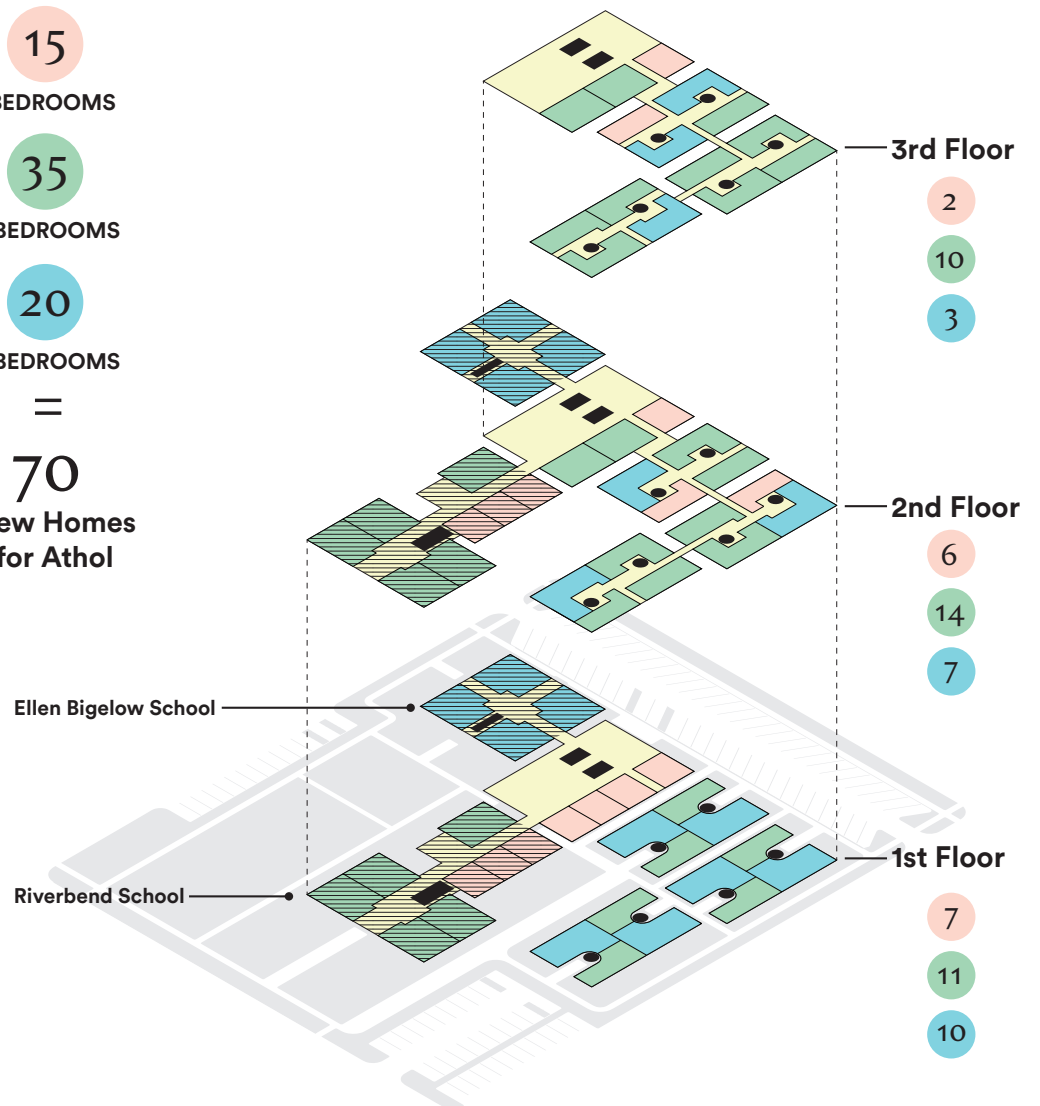 15
BEDROOMS
35
BEDROOMS
20
BEDROOMS
=
70
ew Homes
for Athol
3rd Floor
2
10
3
2nd Floor
6
14
7
Ellen Bigelow School
Riverbend School
1st Floor
7
11
10